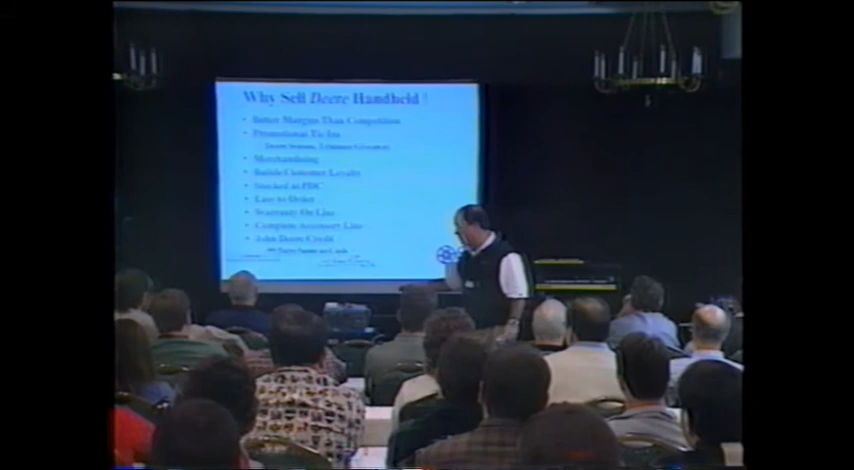 Why Sell Deere Handheld !
• Better Margins Than Competition
• Promotional Tie-Ins
• Merchandising
• Builds Customer Loyalty
• Stocked at PDC
• Easy to Order
• Warranty On Line
• Complete Accessory Line
• John Deere Credit